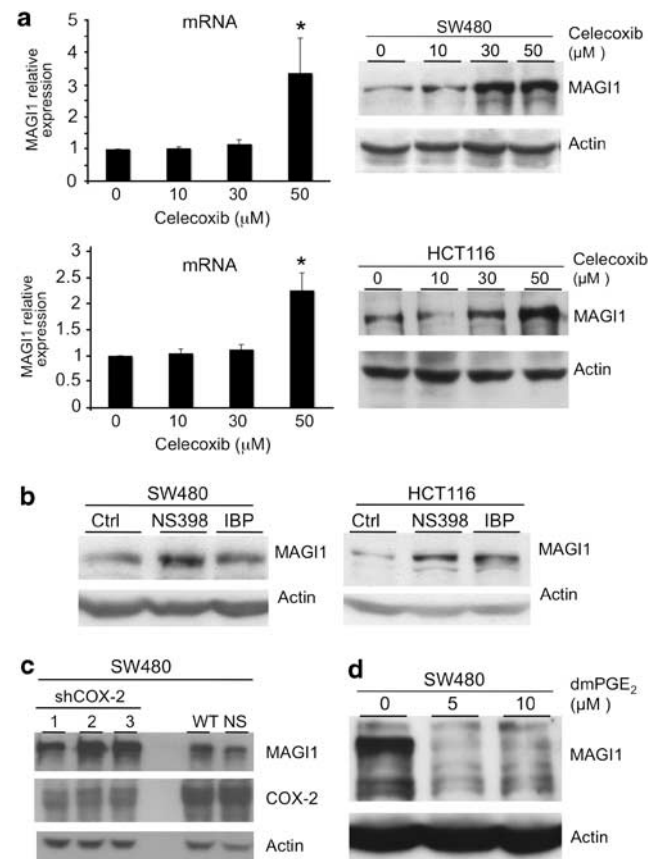 a
mRNA
MAGI1 relative
expression
5
4
3
2
1
0
*
0 10 30 50
Celecoxib (µM)
SW480
0 10 30 50
Celecoxib
(µM)
MAGI1
Actin
mRNA
MAGI1 relative
expression
3
2.5
2
1.5
1
0.5
0
*
0 10 30 50
Celecoxib (µM)
HCT116
0 10 30 50
Celecoxib
(µM )
MAGI1
Actin
b
SW480
Ctrl NS398 IBP
MAGI1
Actin
HCT116
Ctrl NS398 IBP
MAGI1
Actin
c
SW480
shCOX-2
1 2 3 WT NS
MAGI1
COX-2
Actin
d
SW480
0 5 10
dmPGE2
(µM )
MAGI1
Actin